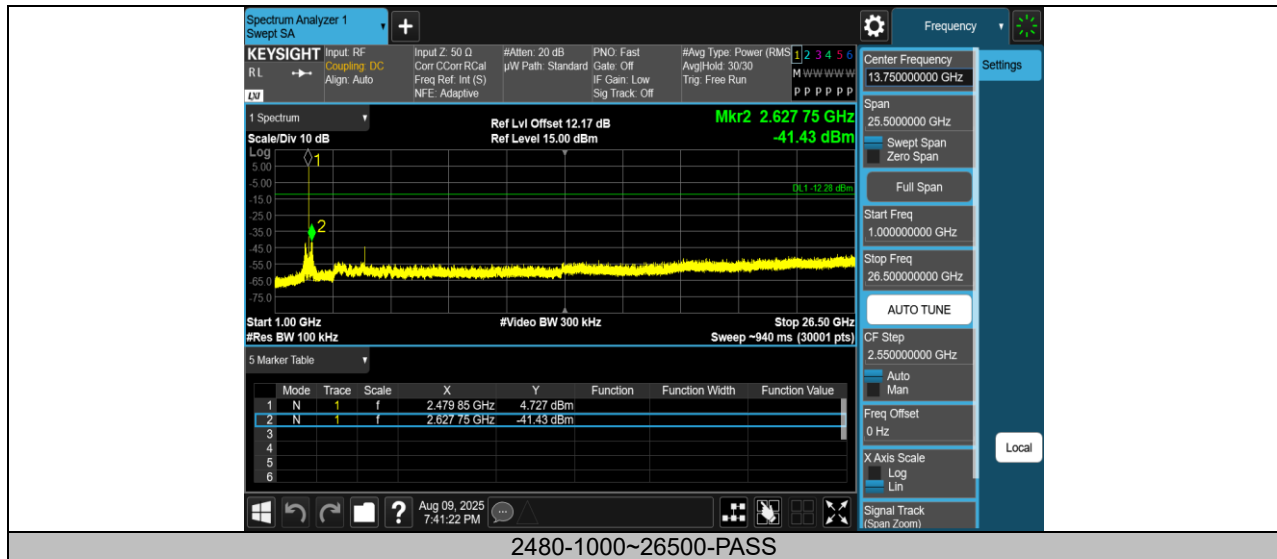 Spectrum Analyzer 1
Swept SA
+
Frequency
KEYSIGHT
RL
LXI
Input: RF
Coupling: DC
Align: Auto
Input Z: 50 Ω
Corr CCorr RCal
Freq Ref: Int (S)
NFE: Adaptive
#Atten: 20 dB
µW Path: Standard
PNO: Fast
Gate: Off
IF Gain: Low
Sig Track: Off
#Avg Type: Power (RMS
Avg|Hold: 30/30
Trig: Free Run
1 2 3 4 5 6
M W W W W W
P P P P P P
1 Spectrum
Scale/Div 10 dB
Ref Lvl Offset 12.17 dB
Ref Level 15.00 dBm
Mkr2 2.627 75 GHz
-41.43 dBm
Log
1
5.00
-5.00
DL1 -12.28 dBm
-15.0
-25.0
2
-35.0
-45.0
-55.0
-65.0
-75.0
Start 1.00 GHz
#Video BW 300 kHz
Stop 26.50 GHz
#Res BW 100 kHz
Sweep ~940 ms (30001 pts)
5 Marker Table
Mode Trace Scale X Y Function Function Width Function Value
1 N 1 f 2.479 85 GHz 4.727 dBm
2 N 1 f 2.627 75 GHz -41.43 dBm
3
4
5
6
Aug 09, 2025
7:41:22 PM
?
Center Frequency
13.750000000 GHz
Settings
Span
25.5000000 GHz
Swept Span
Zero Span
Full Span
Start Freq
1.000000000 GHz
Stop Freq
26.500000000 GHz
AUTO TUNE
CF Step
2.550000000 GHz
Auto
Man
Freq Offset
0 Hz
Local
X Axis Scale
Log
Lin
Signal Track
(Span Zoom)
2480-1000~26500-PASS